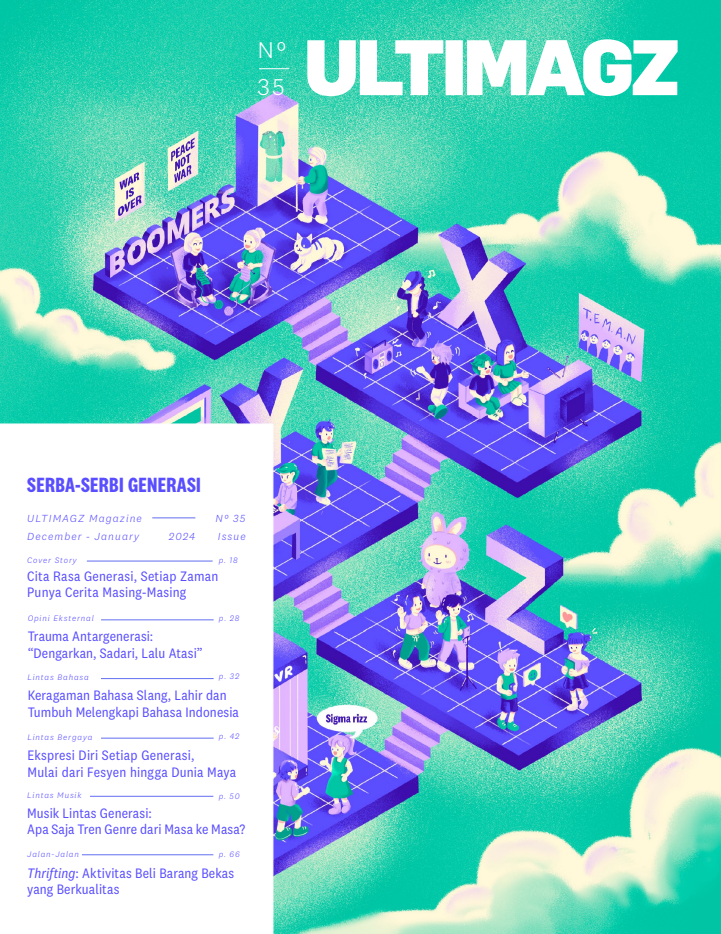 Nº
35
ULTIMAGZ
WAR
IS
OVER
PEACE
NOT
WAR
BOOMERS
X
T.E.M.A.N
Y
SERBA-SERBI GENERASI
ULTIMAGZ Magazine Nº 35
December - January 2024 Issue
Cover Story p. 18
Cita Rasa Generasi, Setiap Zaman
Punya Cerita Masing-Masing
Opini Eksternal p. 28
Trauma Antargenerasi:
“Dengarkan, Sadari, Lalu Atasi”
Lintas Bahasa p. 32
Keragaman Bahasa Slang, Lahir dan
Tumbuh Melengkapi Bahasa Indonesia
Lintas Bergaya p. 42
Ekspresi Diri Setiap Generasi,
Mulai dari Fesyen hingga Dunia Maya
Lintas Musik p. 50
Musik Lintas Generasi:
Apa Saja Tren Genre dari Masa ke Masa?
Jalan-Jalan p. 66
Thrifting: Aktivitas Beli Barang Bekas
yang Berkualitas
Z
VR
Sigma rizz